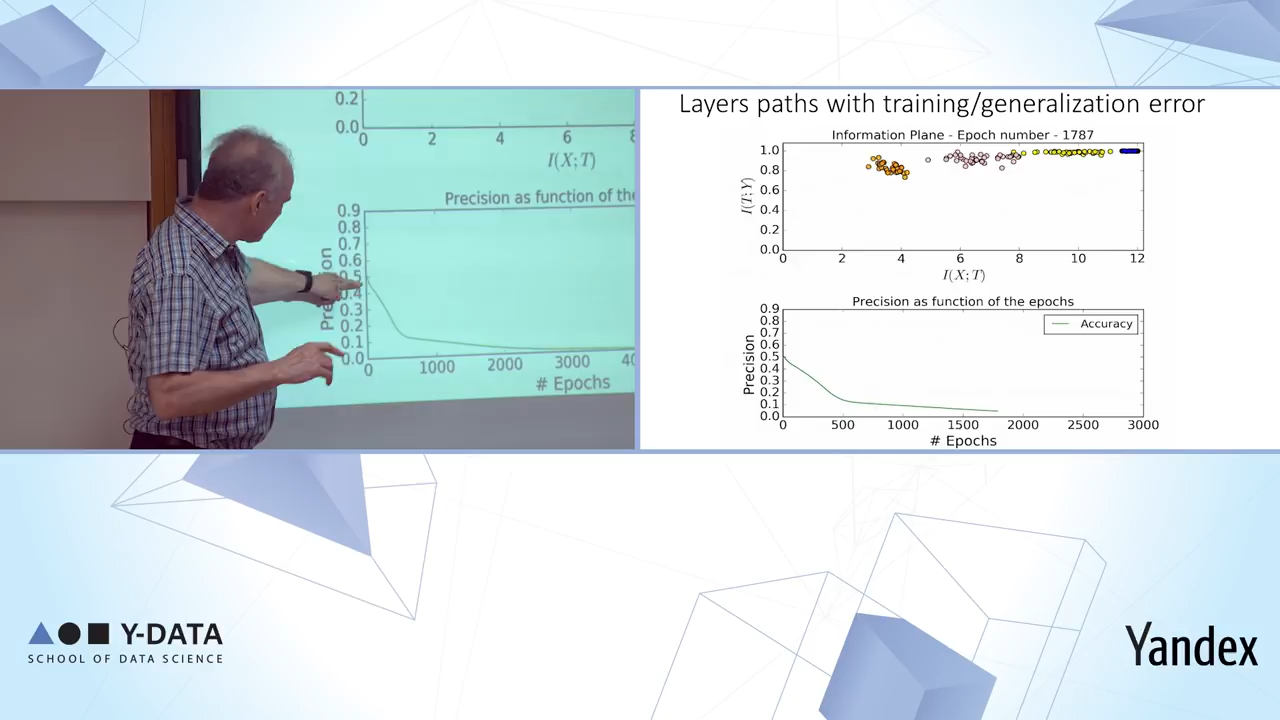 0.2
0.0
0 2 4 6 8
I(X;T)
Precision as function of the
0.9
0.8
0.7
0.6
0.4
0.3
0.2
0.1
0.0
0 1000 2000 3000
# Epochs
Layers paths with training/generalization error
Information Plane - Epoch number - 1787
1.0
0.8
0.6
0.4
0.2
0.0
I(T;Y)
0 2 4 6 8 10 12
I(X;T)
Precision as function of the epochs
0.9
0.8
0.7
0.6
0.5
0.4
0.3
0.2
0.1
0.0
Precision
Accuracy
0 500 1000 1500 2000 2500 3000
# Epochs
Y-DATA
SCHOOL OF DATA SCIENCE
Yandex